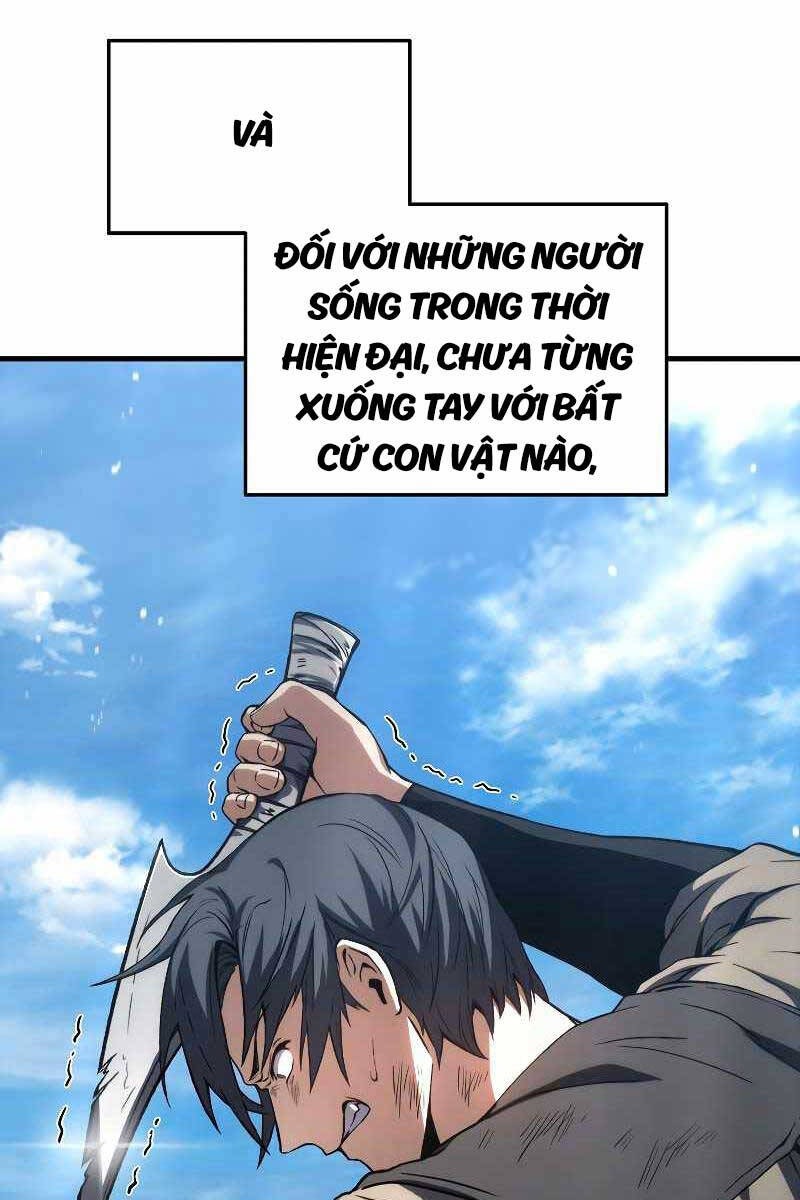 VÀ
ĐỐI VỚI NHỮNG NGƯỜI
SỐNG TRONG THỜI
HIỆN ĐẠI, CHƯA TỪNG
XUỐNG TAY VỚI BẤT
CỨ CON VẬT NÀO,